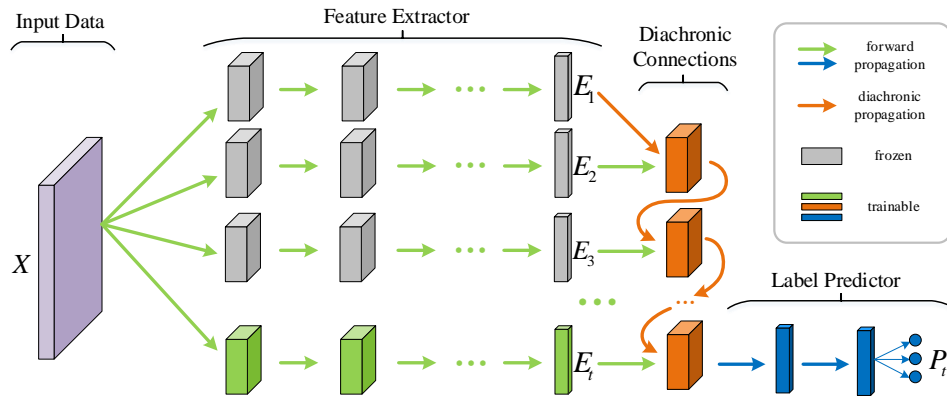 Input Data
Feature Extractor
Diachronic
Connections
forward
propagation
diachronic
propagation
frozen
trainable
X
E1
E2
E3
Et
Label Predictor
Pt